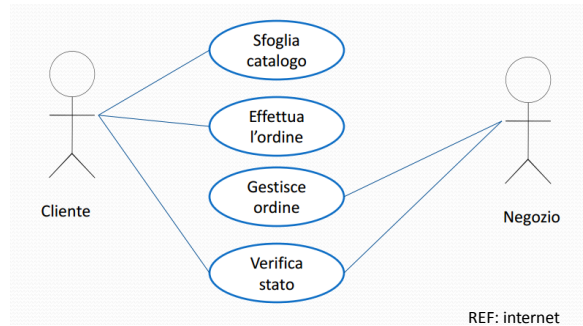 Sfoglia
catalogo
Effettua
l'ordine
Gestisce
ordine
Cliente
Negozio
Verifica
stato
REF: internet